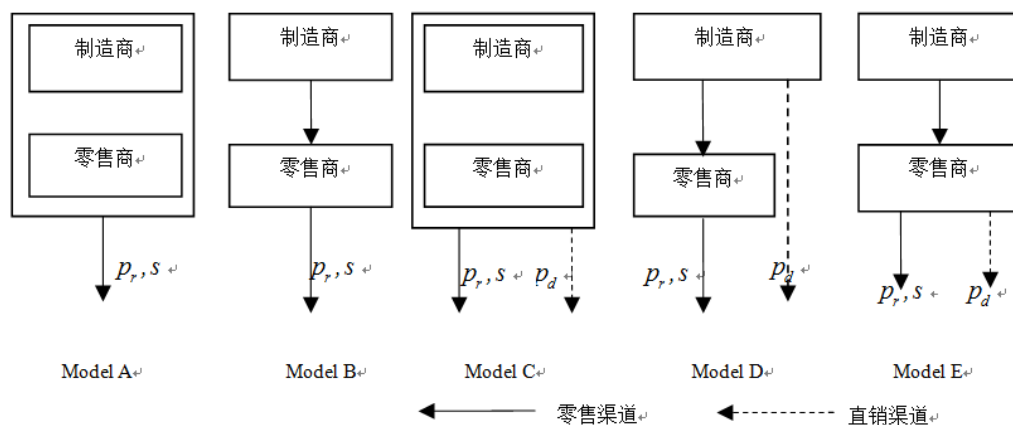 制造商 制造商 制造商 制造商 制造商
零售商 零售商 零售商 零售商 零售商
p_r, s p_r, s p_r, s p_d p_r, s p_d p_r, s p_d
Model A Model B Model C Model D Model E
零售渠道 直销渠道